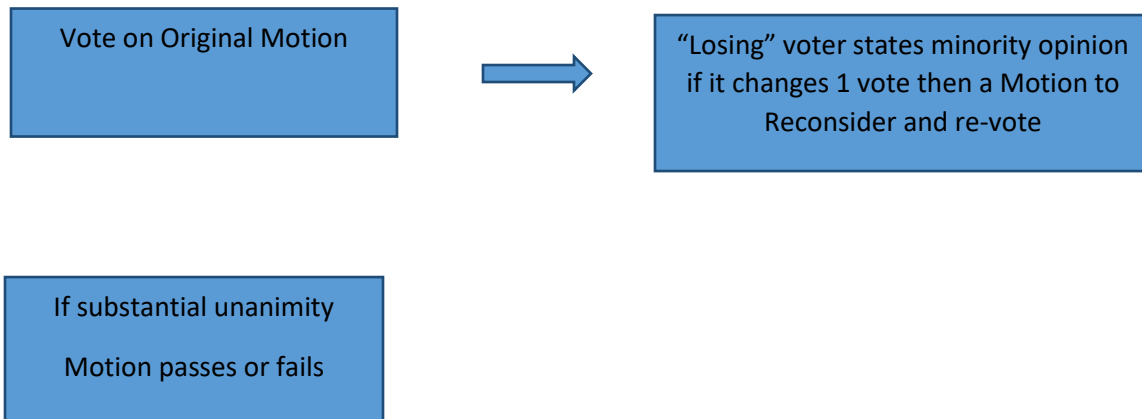 Vote on Original Motion
“Losing” voter states minority opinion
if it changes 1 vote then a Motion to
Reconsider and re-vote
If substantial unanimity
Motion passes or fails